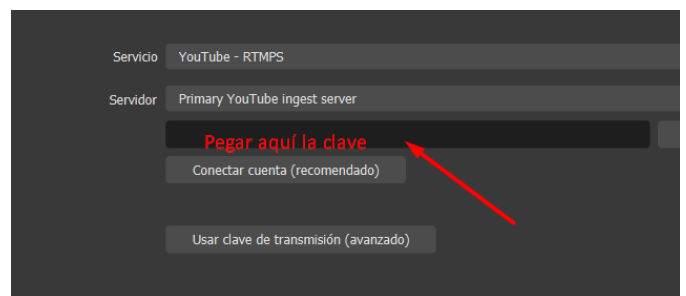 Servicio YouTube - RTMPS
Servidor Primary YouTube ingest server
Pegar aquí la clave
Conectar cuenta (recomendado)
Usar clave de transmisión (avanzado)